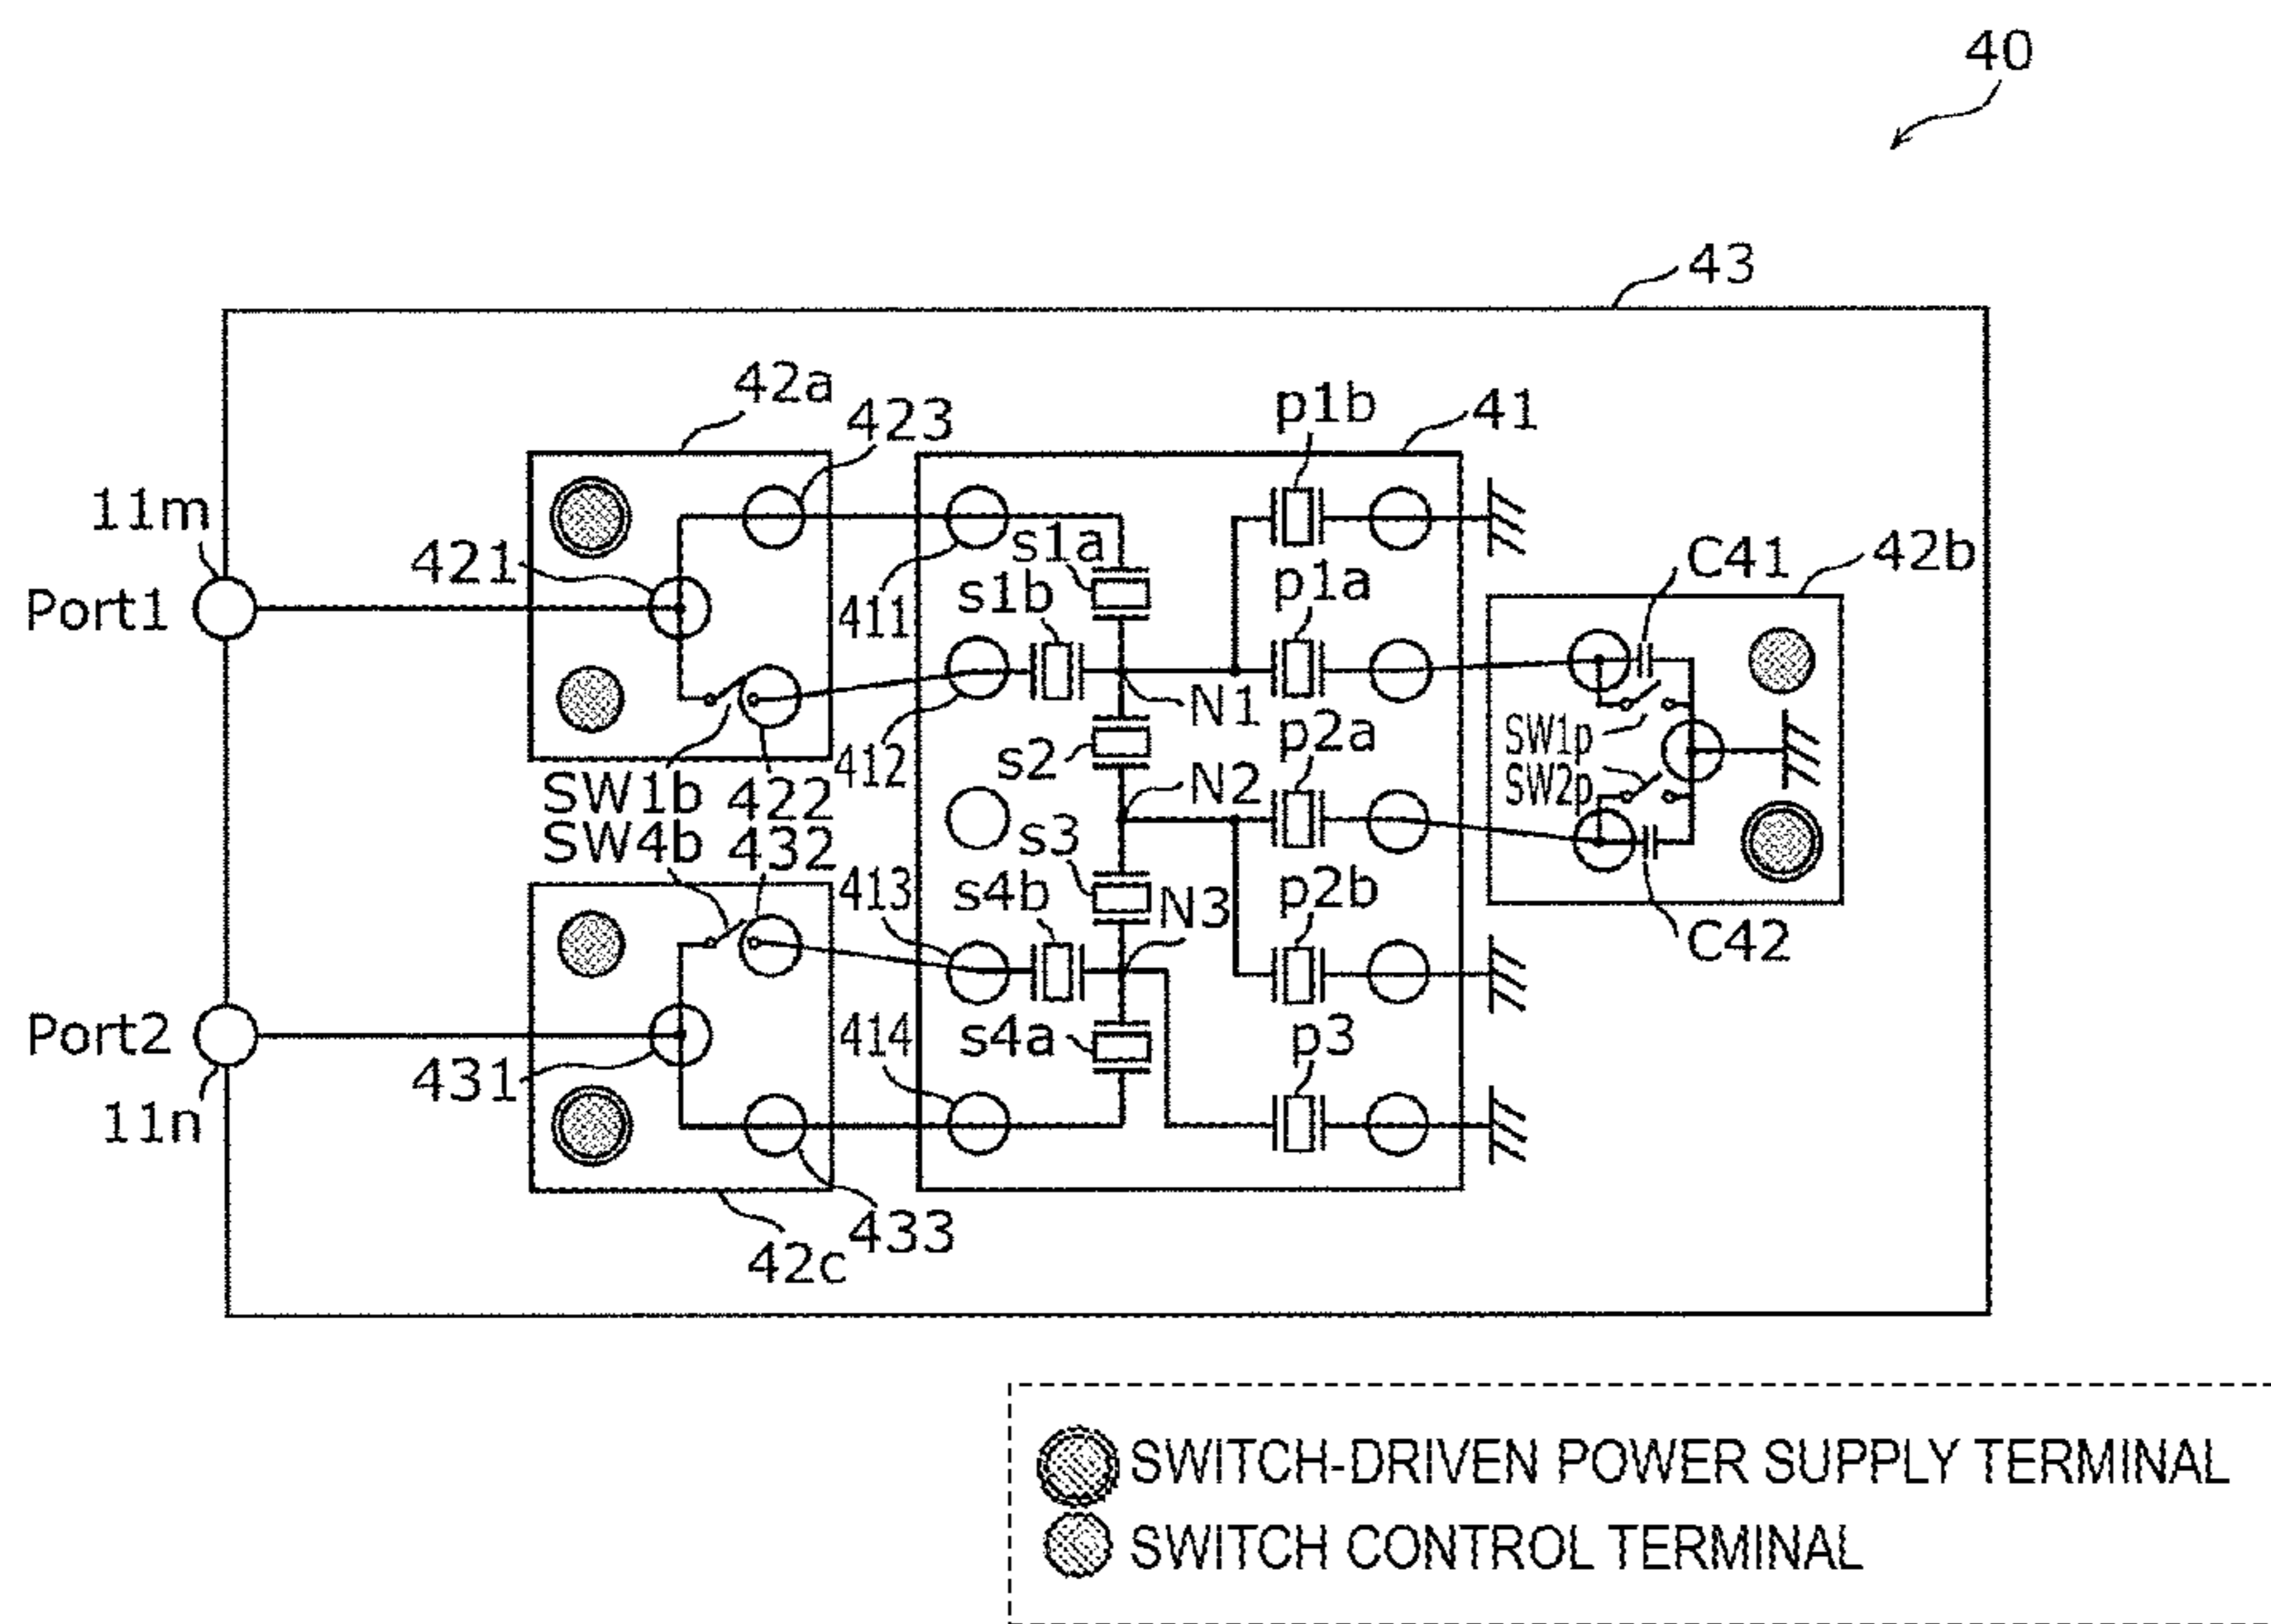 40
43
42a
423
p1b
41
11m
421
s1a
C41
42b
Port1
s1b
411
p1a
N1
SW1p
412
s2
p2a
SW2p
SW1b
422
N2
SW4b
432
s3
413
s4b
N3
p2b
C42
Port2
431
414
s4a
p3
11n
433
42c
SWITCH-DRIVEN POWER SUPPLY TERMINAL
SWITCH CONTROL TERMINAL